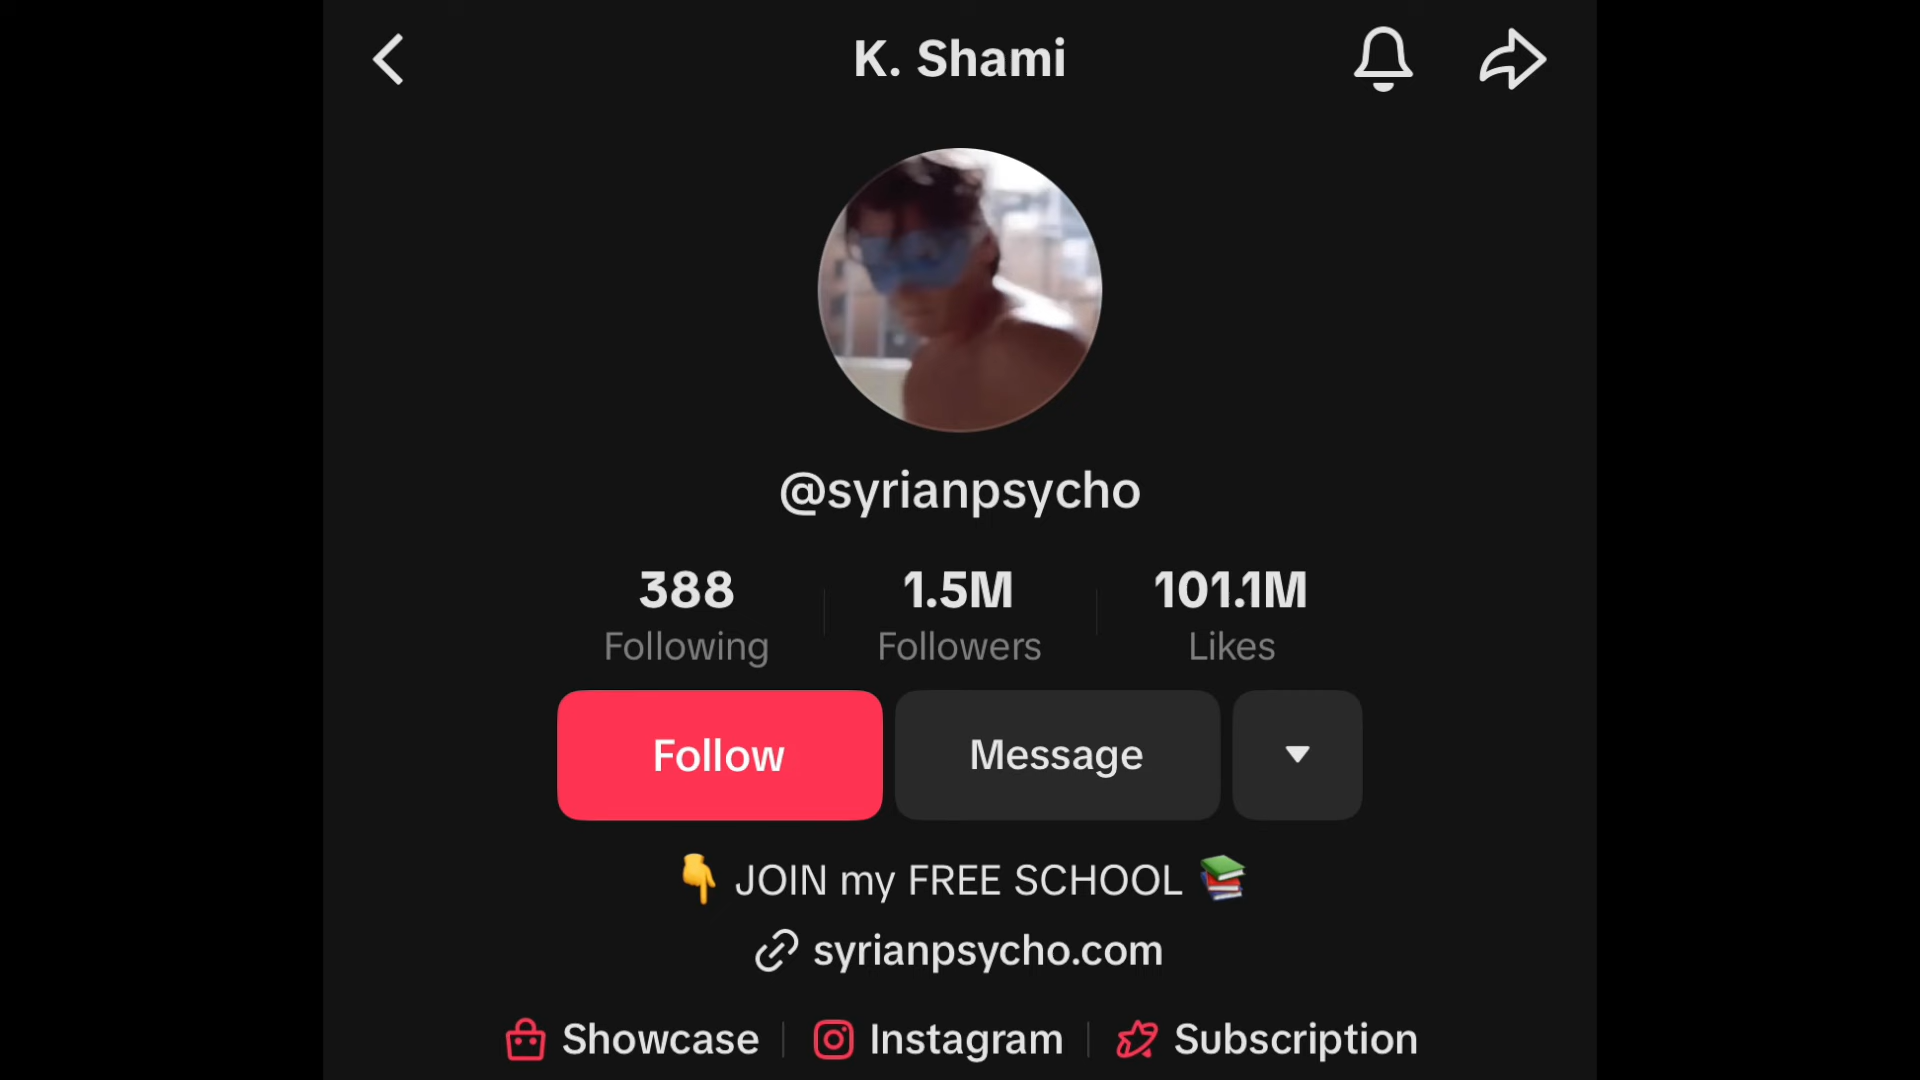 K. Shami
@syrianpsycho
388 1.5M 101.1M
Following Followers Likes
Follow Message
👇 JOIN my FREE SCHOOL 📚
syrianpsycho.com
Showcase Instagram Subscription